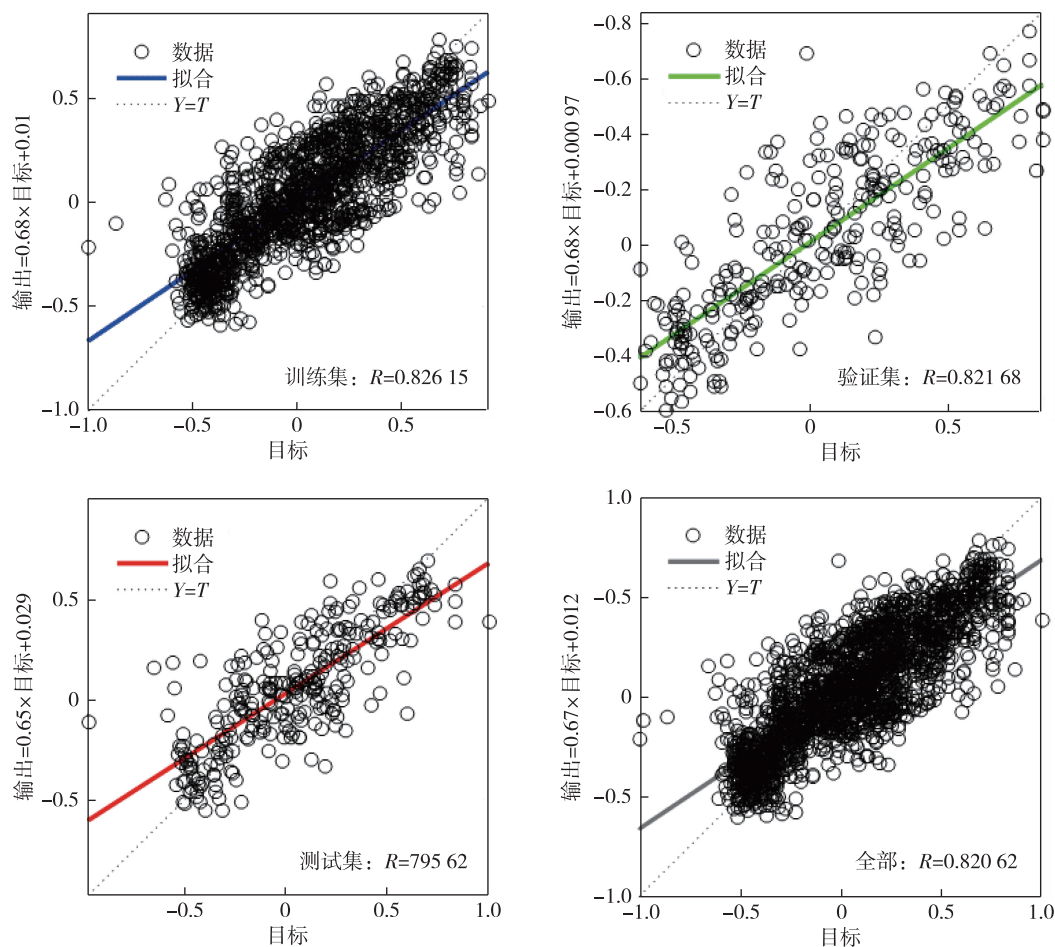 数据
拟合
Y=T
0.5
0
−0.5
−1.0
输出=0.68×目标+0.01
训练集：R=0.826 15
−1.0 −0.5 0 0.5
目标
−0.8
−0.6
−0.4
−0.2
0
−0.2
−0.4
−0.6
输出=0.68×目标+0.000 97
数据
拟合
Y=T
验证集：R=0.821 68
−0.5 0 0.5
目标
数据
拟合
Y=T
0.5
0
−0.5
输出=0.65×目标+0.029
测试集：R=795 62
−0.5 0 0.5 1.0
目标
1.0
−0.5
0
−0.5
−1.0
输出=0.67×目标+0.012
数据
拟合
Y=T
全部：R=0.820 62
−1.0 −0.5 0 0.5 1.0
目标